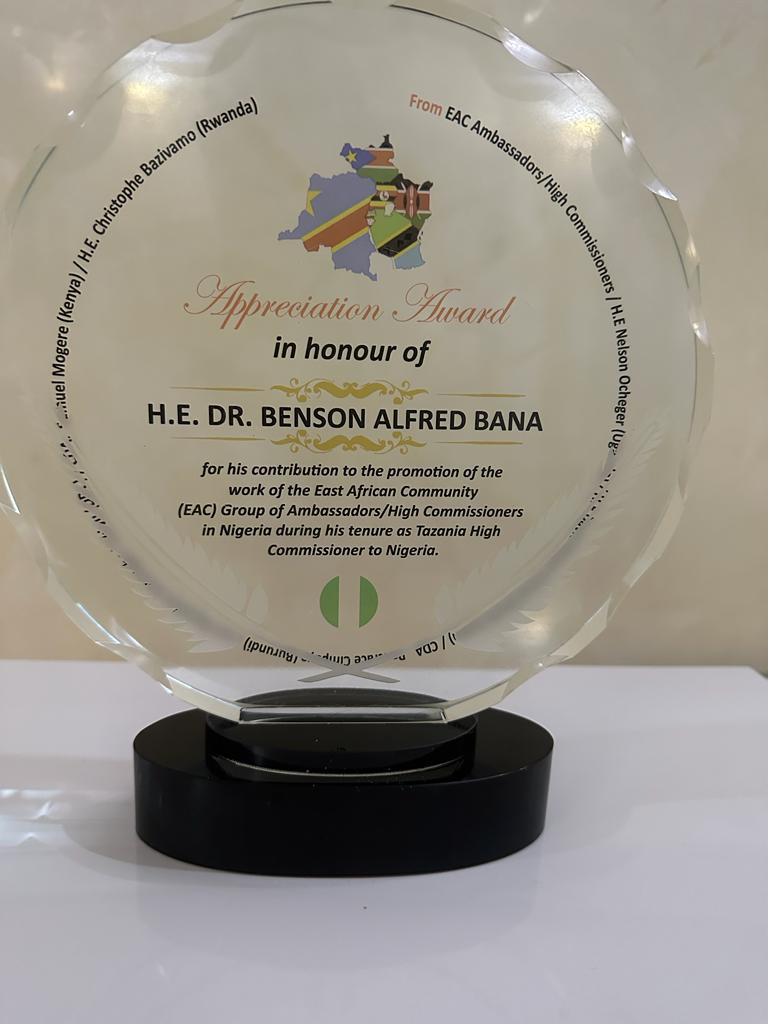 From EAC Ambassadors/High Commissioners / H.E Nelson Ocheger
CDA
(Burundi)
Mogere (Kenya) / H.E. Christophe Bazivamo (Rwanda)
Appreciation Award
in honour of
H.E. DR. BENSON ALFRED BANA
for his contribution to the promotion of the
work of the East African Community
(EAC) Group of Ambassadors/High Commissioners
in Nigeria during his tenure as Tazania High
Commissioner to Nigeria.